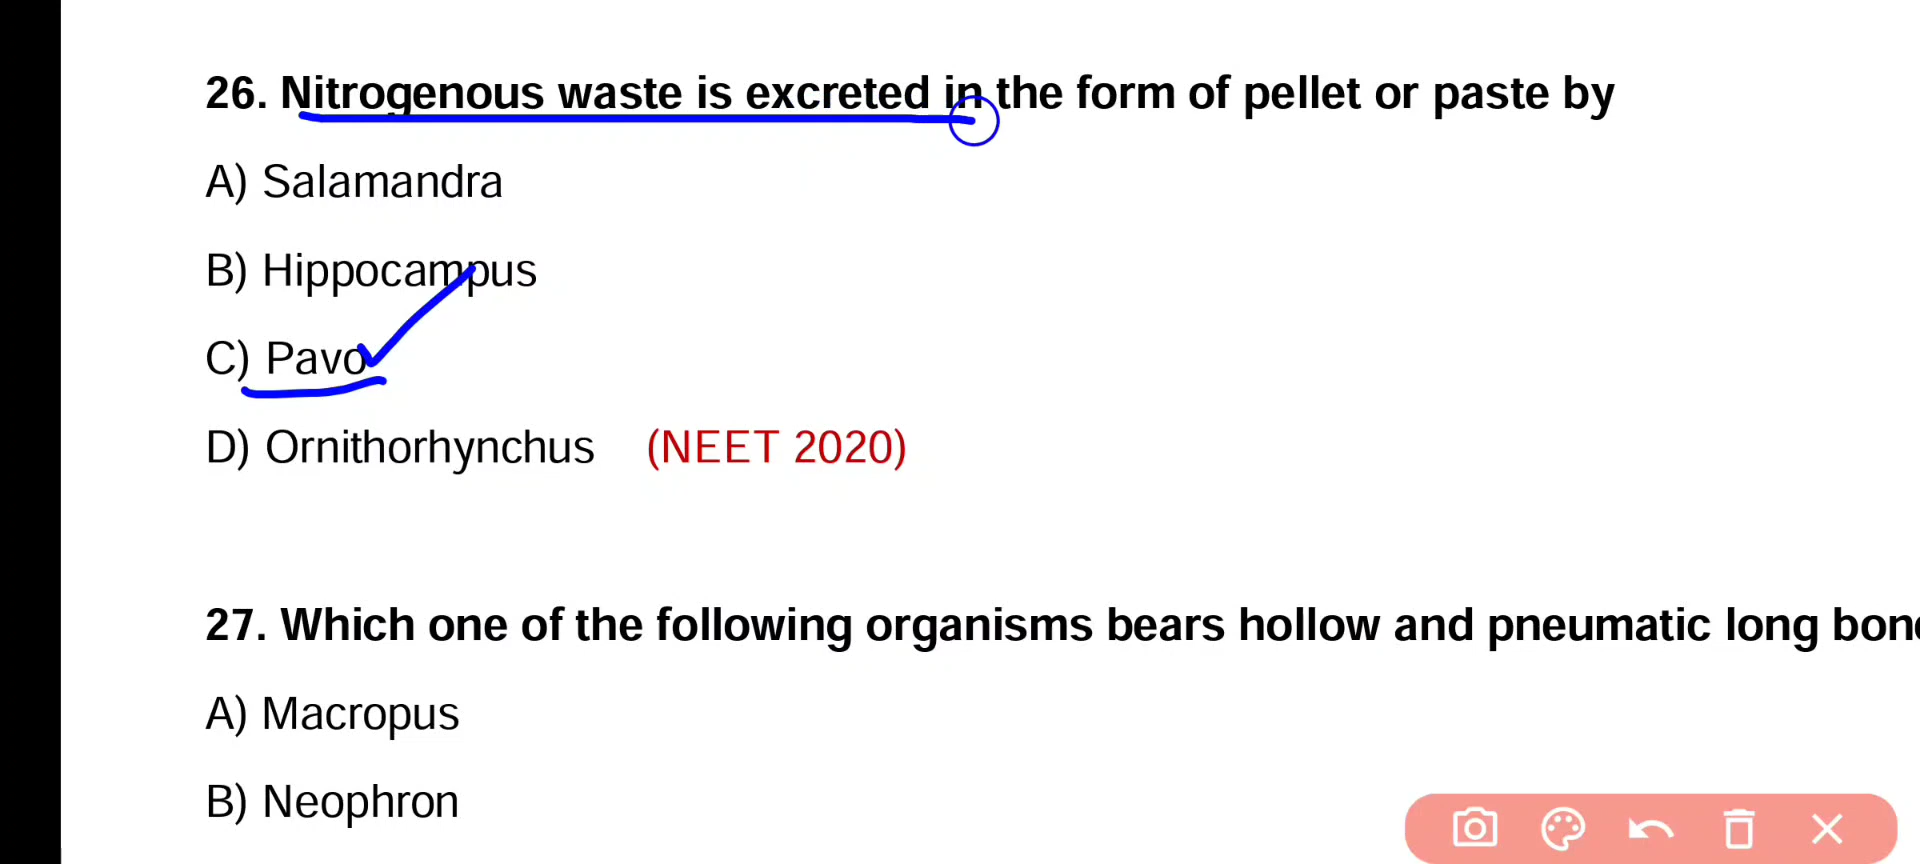 26. Nitrogenous waste is excreted in the form of pellet or paste by
A) Salamandra
B) Hippocampus
C) Pavo
D) Ornithorhynchus (NEET 2020)
27. Which one of the following organisms bears hollow and pneumatic long
A) Macropus
B) Neophron